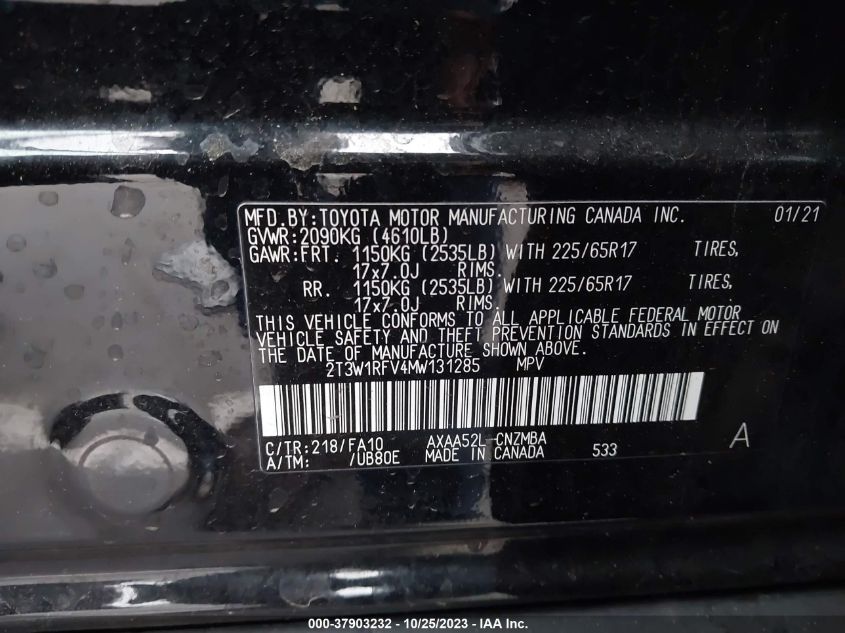 MFD.BY:TOYOTA MOTOR MANUFACTURING CANADA INC. 01/21
GVWR:2090KG (4610LB)
GAWR:FRT. 1150KG (2535LB) WITH 225/65R17 TIRES,
17x7.0J RIMS.
RR. 1150KG (2535LB) WITH 225/65R17 TIRES,
17x7.0J RIMS.
THIS VEHICLE CONFORMS TO ALL APPLICABLE FEDERAL MOTOR
VEHICLE SAFETY AND THEFT PREVENTION STANDARDS IN EFFECT ON
THE DATE OF MANUFACTURE SHOWN ABOVE.
2T3W1RFV4MW131285 MPV
C/TR:218/FA10 AXAA52L-CNZMBA A
A/TM: /UB80E MADE IN CANADA 533
000-37903232 - 10/25/2023 - IAA Inc.